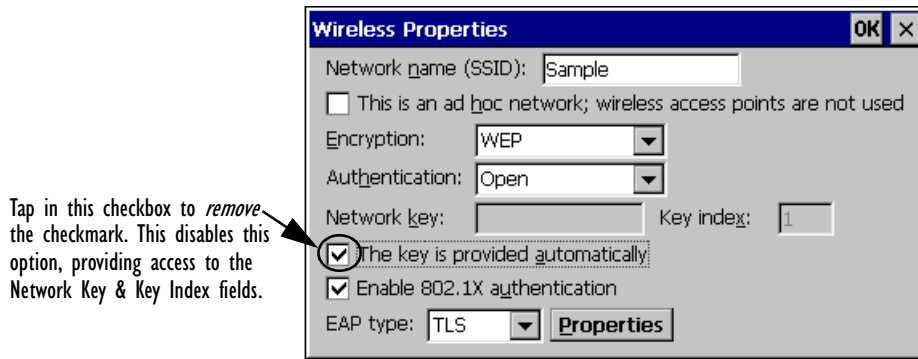 Wireless Properties OK ×
Network name (SSID): Sample
This is an ad hoc network; wireless access points are not used
Encryption: WEP
Authentication: Open
Network key: Key index: 1
The key is provided automatically
Enable 802.1X authentication
EAP type: TLS Properties
Tap in this checkbox to remove
the checkmark. This disables this
option, providing access to the
Network Key & Key Index fields.